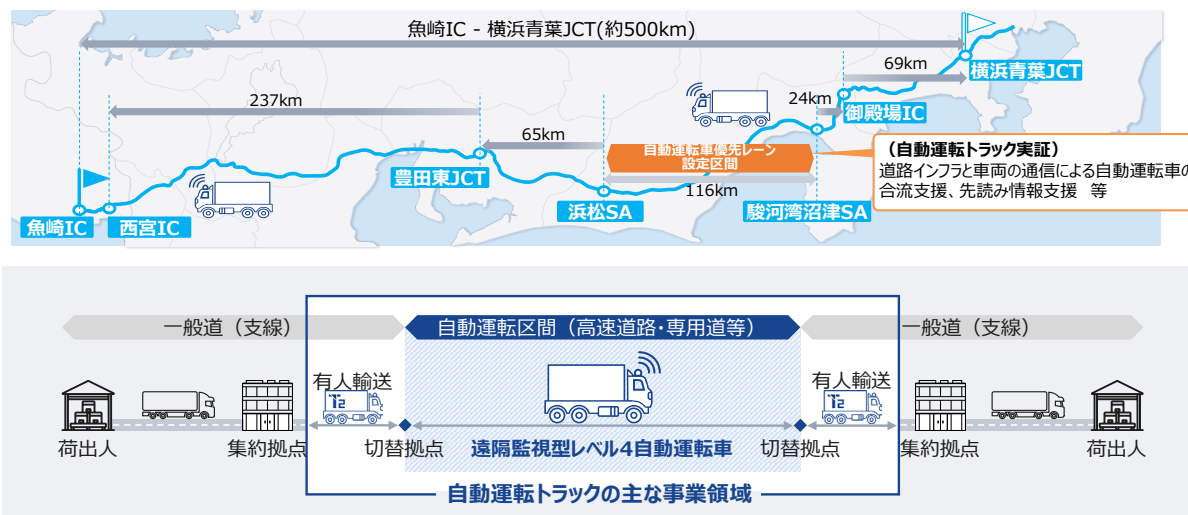 魚崎IC - 横浜青葉JCT(約500km)
69km
横浜青葉JCT
237km
24km
御殿場IC
65km
自動運転車優先レーン
設定区間
(自動運転トラック実証)
道路インフラと車両の通信による自動運転車の
合流支援、先読み情報支援 等
豊田東JCT
116km
浜松SA
駿河湾沼津SA
魚崎IC
西宮IC
一般道(支線)
自動運転区間(高速道路・専用道等)
一般道(支線)
有人輸送
有人輸送
T2
T2
荷出人
集約拠点
切替拠点
遠隔監視型レベル4自動運転車
切替拠点
集約拠点
荷出人
自動運転トラックの主な事業領域